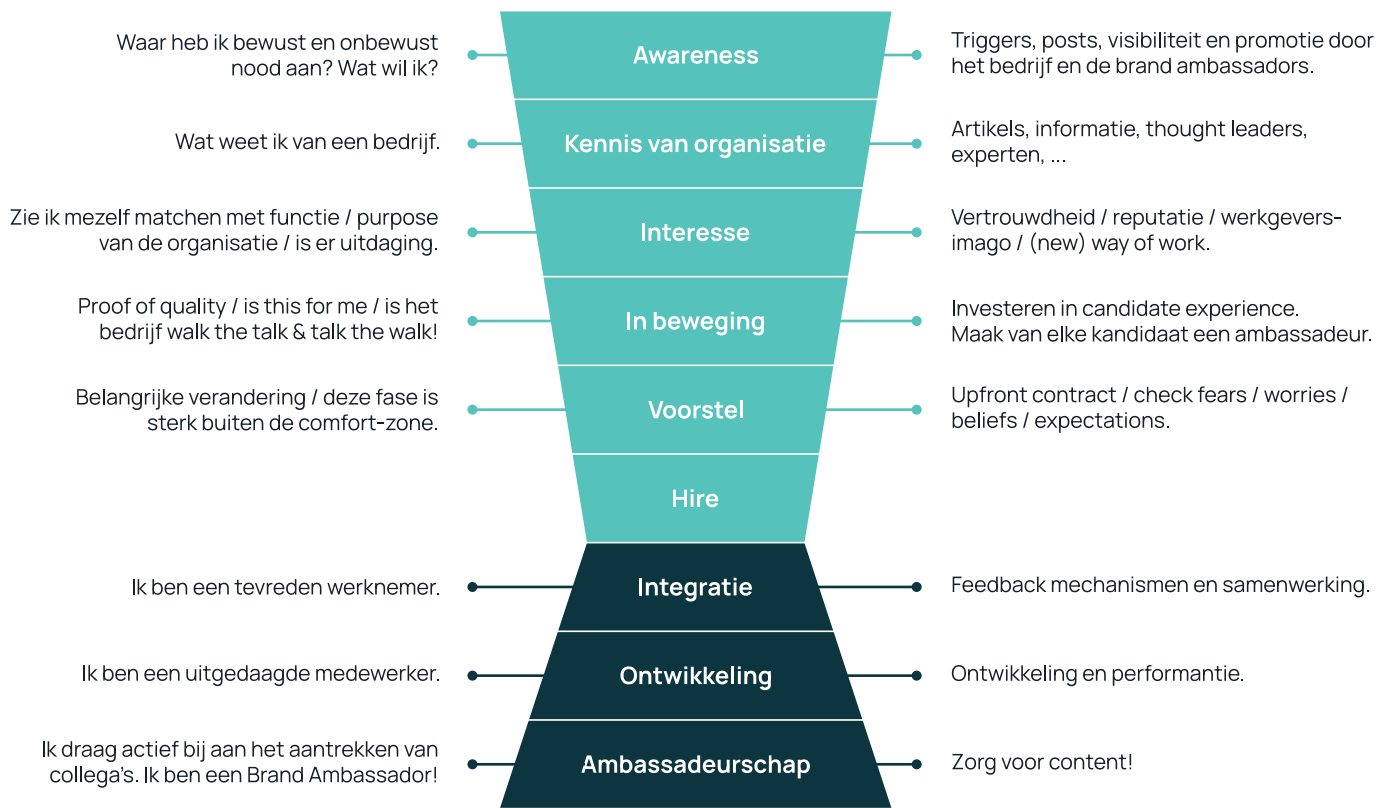 Waar heb ik bewust en onbewust
nood aan? Wat wil ik?
Awareness
Triggers, posts, visibiliteit en promotie door
het bedrijf en de brand ambassadors.
Wat weet ik van een bedrijf.
Kennis van organisatie
Artikels, informatie, thought leaders,
experten, ...
Zie ik mezelf matchen met functie / purpose
van de organisatie / is er uitdaging.
Interesse
Vertrouwdheid / reputatie / werkgevers-
imago / (new) way of work.
Proof of quality / is this for me / is het
bedrijf walk the talk & talk the walk!
In beweging
Investeren in candidate experience.
Maak van elke kandidaat een ambassadeur.
Belangrijke verandering / deze fase is
sterk buiten de comfort-zone.
Voorstel
Upfront contract / check fears / worries /
beliefs / expectations.
Hire
Ik ben een tevreden werknemer.
Integratie
Feedback mechanismen en samenwerking.
Ik ben een uitgedaagde medewerker.
Ontwikkeling
Ontwikkeling en performantie.
Ik draag actief bij aan het aantrekken van
collega's. Ik ben een Brand Ambassador!
Ambassadeurschap
Zorg voor content!